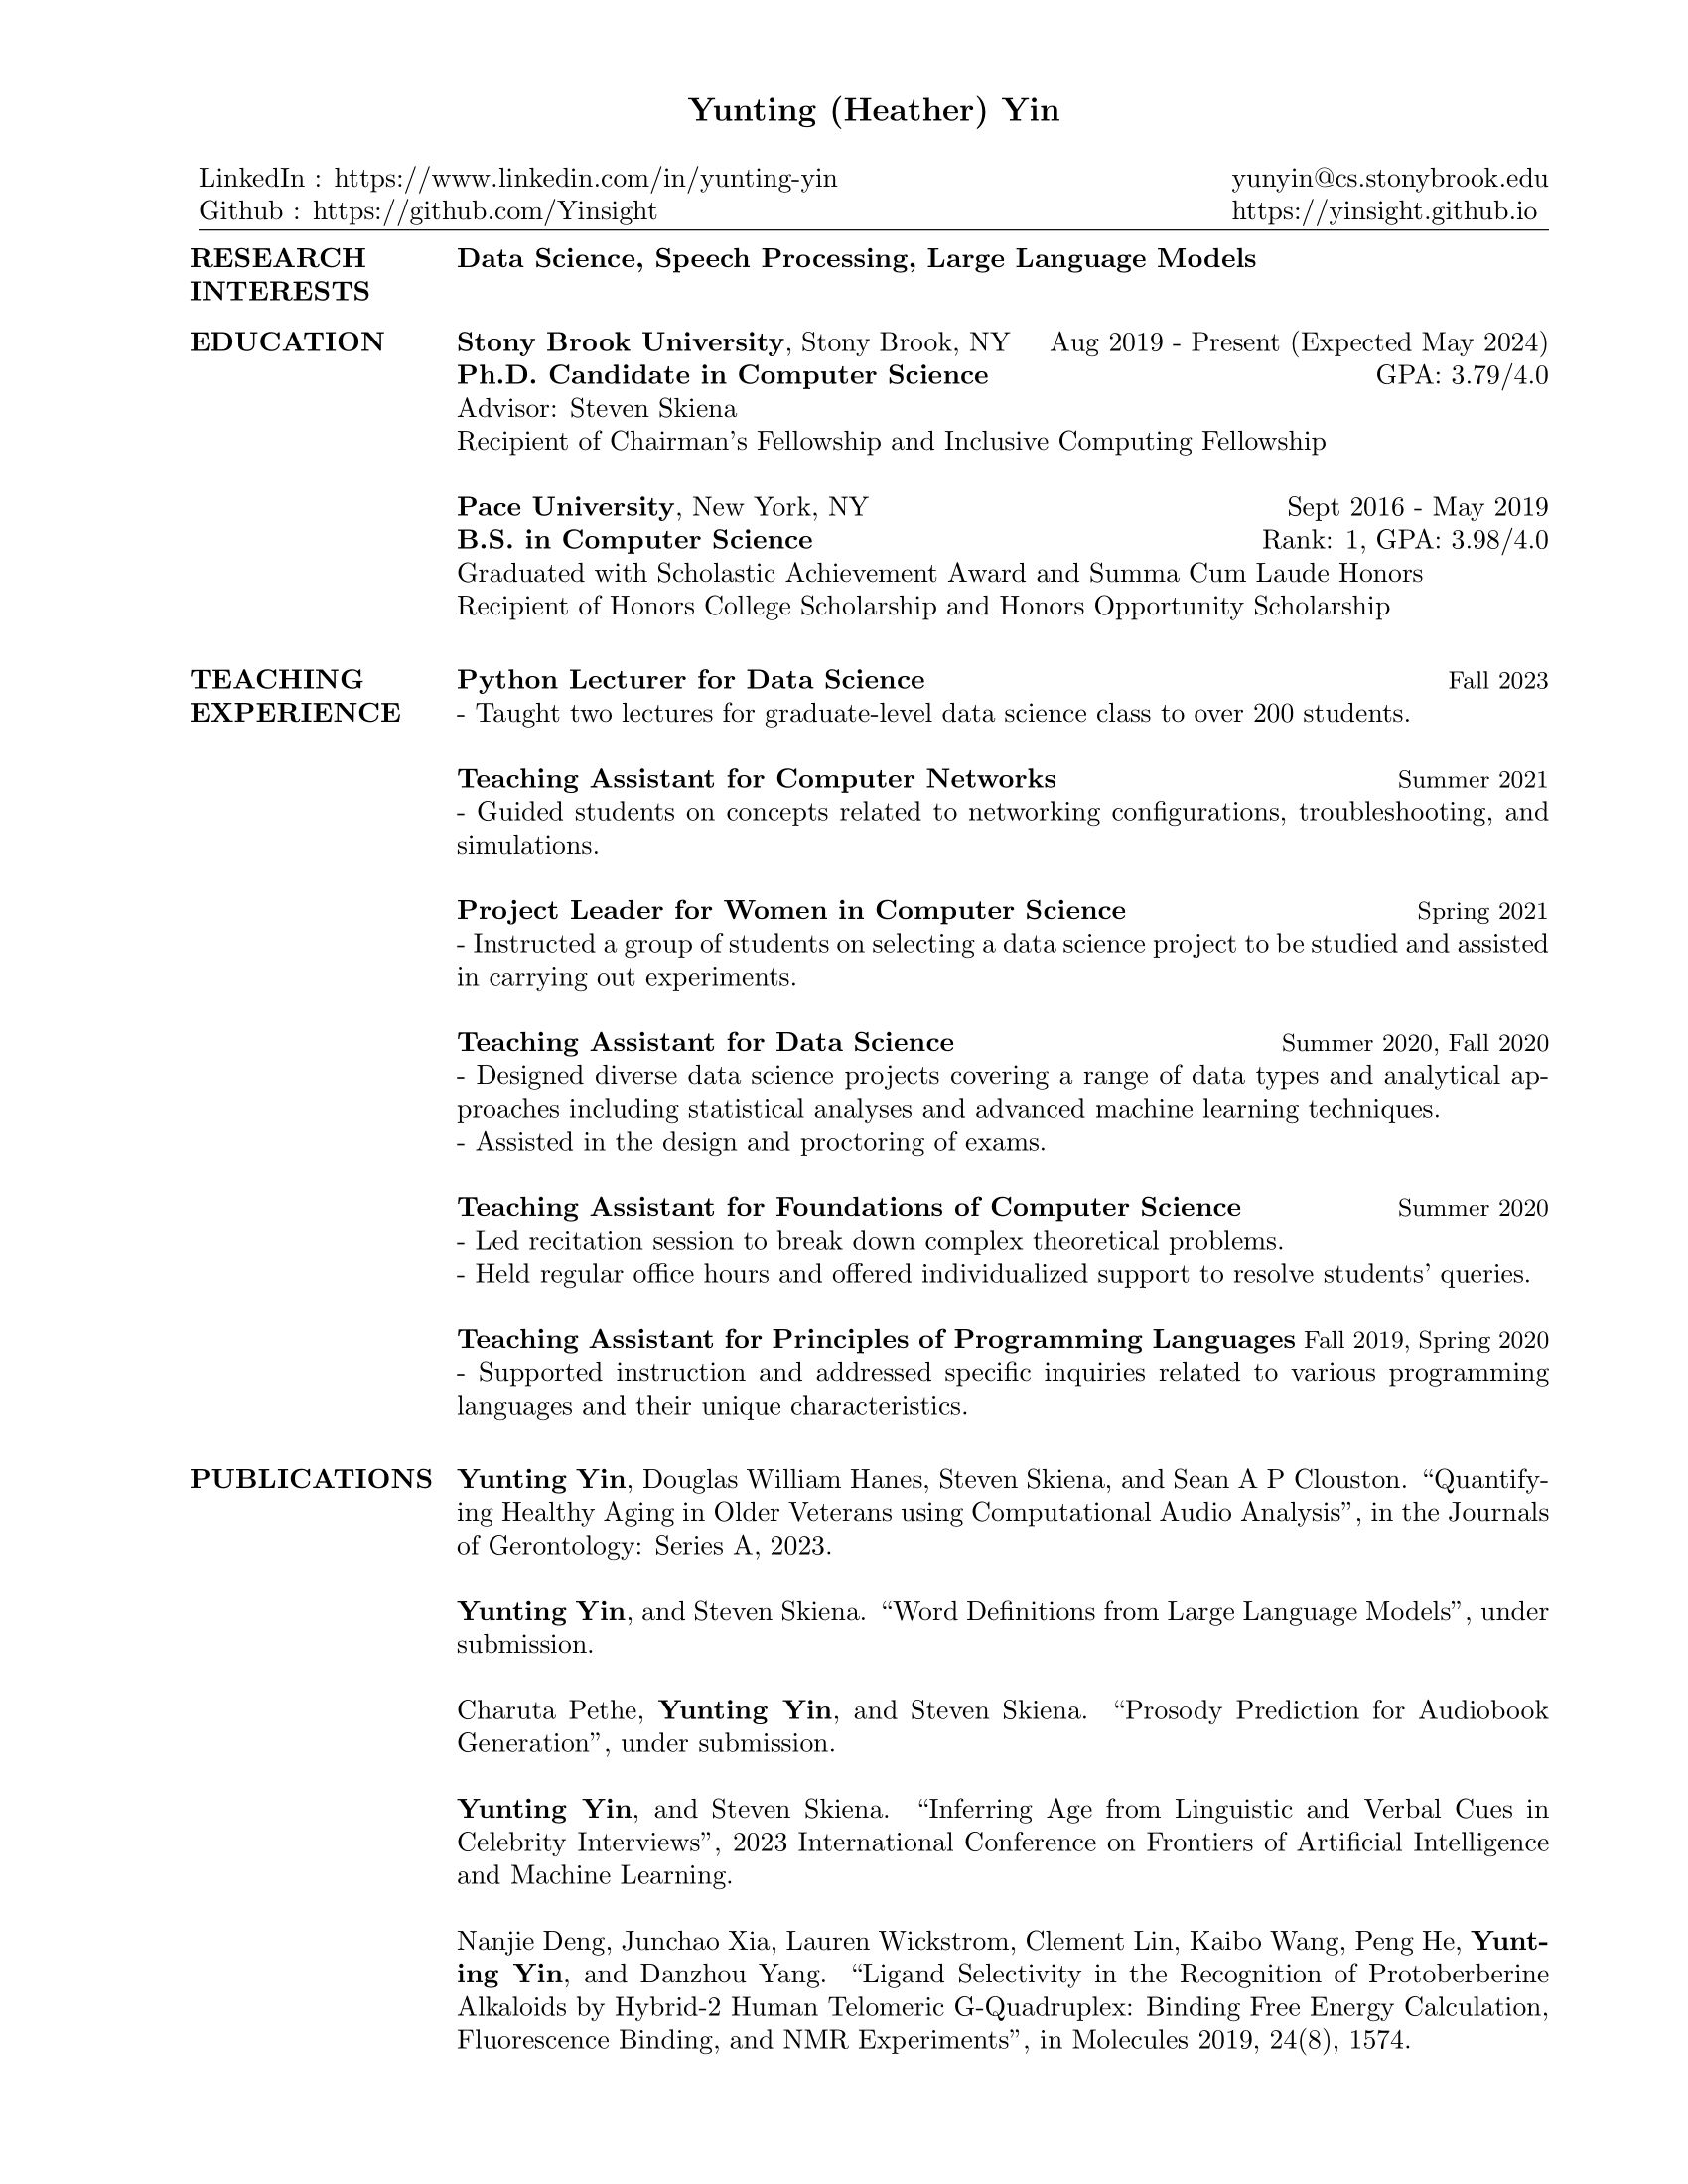 Yunting (Heather) Yin
LinkedIn : https://www.linkedin.com/in/yunting-yin yunyin@cs.stonybrook.edu
Github : https://github.com/Yinsight https://yinsight.github.io
RESEARCH Data Science, Speech Processing, Large Language Models
INTERESTS
EDUCATION Stony Brook University, Stony Brook, NY Aug 2019 - Present (Expected May 2024)
Ph.D. Candidate in Computer Science GPA: 3.79/4.0
Advisor: Steven Skiena
Recipient of Chairman's Fellowship and Inclusive Computing Fellowship
Pace University, New York, NY Sept 2016 - May 2019
B.S. in Computer Science Rank: 1, GPA: 3.98/4.0
Graduated with Scholastic Achievement Award and Summa Cum Laude Honors
Recipient of Honors College Scholarship and Honors Opportunity Scholarship
TEACHING Python Lecturer for Data Science Fall 2023
EXPERIENCE - Taught two lectures for graduate-level data science class to over 200 students.
Teaching Assistant for Computer Networks Summer 2021
- Guided students on concepts related to networking configurations, troubleshooting, and
simulations.
Project Leader for Women in Computer Science Spring 2021
- Instructed a group of students on selecting a data science project to be studied and assisted
in carrying out experiments.
Teaching Assistant for Data Science Summer 2020, Fall 2020
- Designed diverse data science projects covering a range of data types and analytical ap-
proaches including statistical analyses and advanced machine learning techniques.
- Assisted in the design and proctoring of exams.
Teaching Assistant for Foundations of Computer Science Summer 2020
- Led recitation session to break down complex theoretical problems.
- Held regular office hours and offered individualized support to resolve students' queries.
Teaching Assistant for Principles of Programming Languages Fall 2019, Spring 2020
- Supported instruction and addressed specific inquiries related to various programming
languages and their unique characteristics.
PUBLICATIONS Yunting Yin, Douglas William Hanes, Steven Skiena, and Sean A P Clouston. “Quantify-
ing Healthy Aging in Older Veterans using Computational Audio Analysis”, in the Journals
of Gerontology: Series A, 2023.
Yunting Yin, and Steven Skiena. “Word Definitions from Large Language Models”, under
submission.
Charuta Pethe, Yunting Yin, and Steven Skiena. “Prosody Prediction for Audiobook
Generation”, under submission.
Yunting Yin, and Steven Skiena. “Inferring Age from Linguistic and Verbal Cues in
Celebrity Interviews”, 2023 International Conference on Frontiers of Artificial Intelligence
and Machine Learning.
Nanjie Deng, Junchao Xia, Lauren Wickstrom, Clement Lin, Kaibo Wang, Peng He, Yunt-
ing Yin, and Danzhou Yang. “Ligand Selectivity in the Recognition of Protoberberine
Alkaloids by Hybrid-2 Human Telomeric G-Quadruplex: Binding Free Energy Calculation,
Fluorescence Binding, and NMR Experiments”, in Molecules 2019, 24(8), 1574.